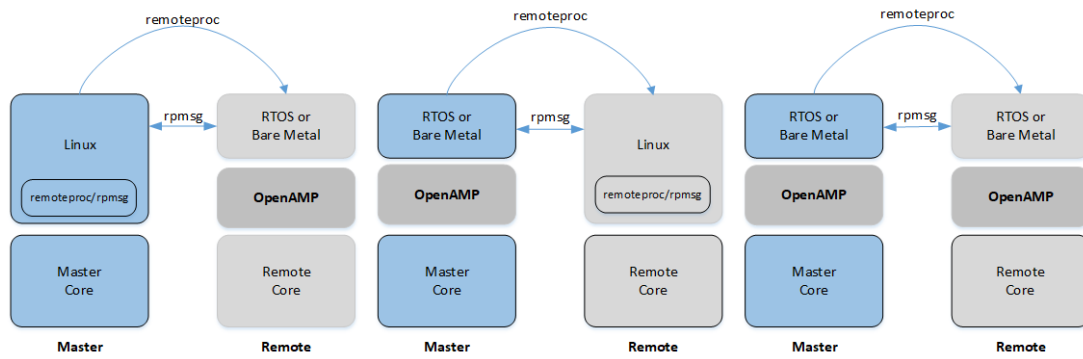 remoteproc
remoteproc
remoteproc
Linux
rpmsg
RTOS or
Bare Metal
remoteproc/rpmsg
OpenAMP
Master
Core
Remote
Core
Master
Remote
RTOS or
Bare Metal
rpmsg
Linux
OpenAMP
remoteproc/rpmsg
Master
Core
Remote
Core
Master
Remote
RTOS or
Bare Metal
rpmsg
RTOS or
Bare Metal
OpenAMP
OpenAMP
Master
Core
Remote
Core
Master
Remote